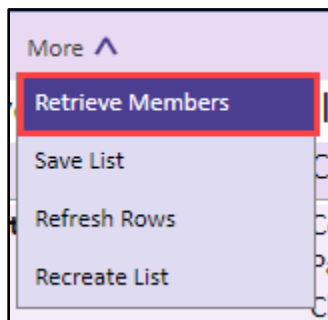 More
Retrieve Members
Save List
Refresh Rows
Recreate List